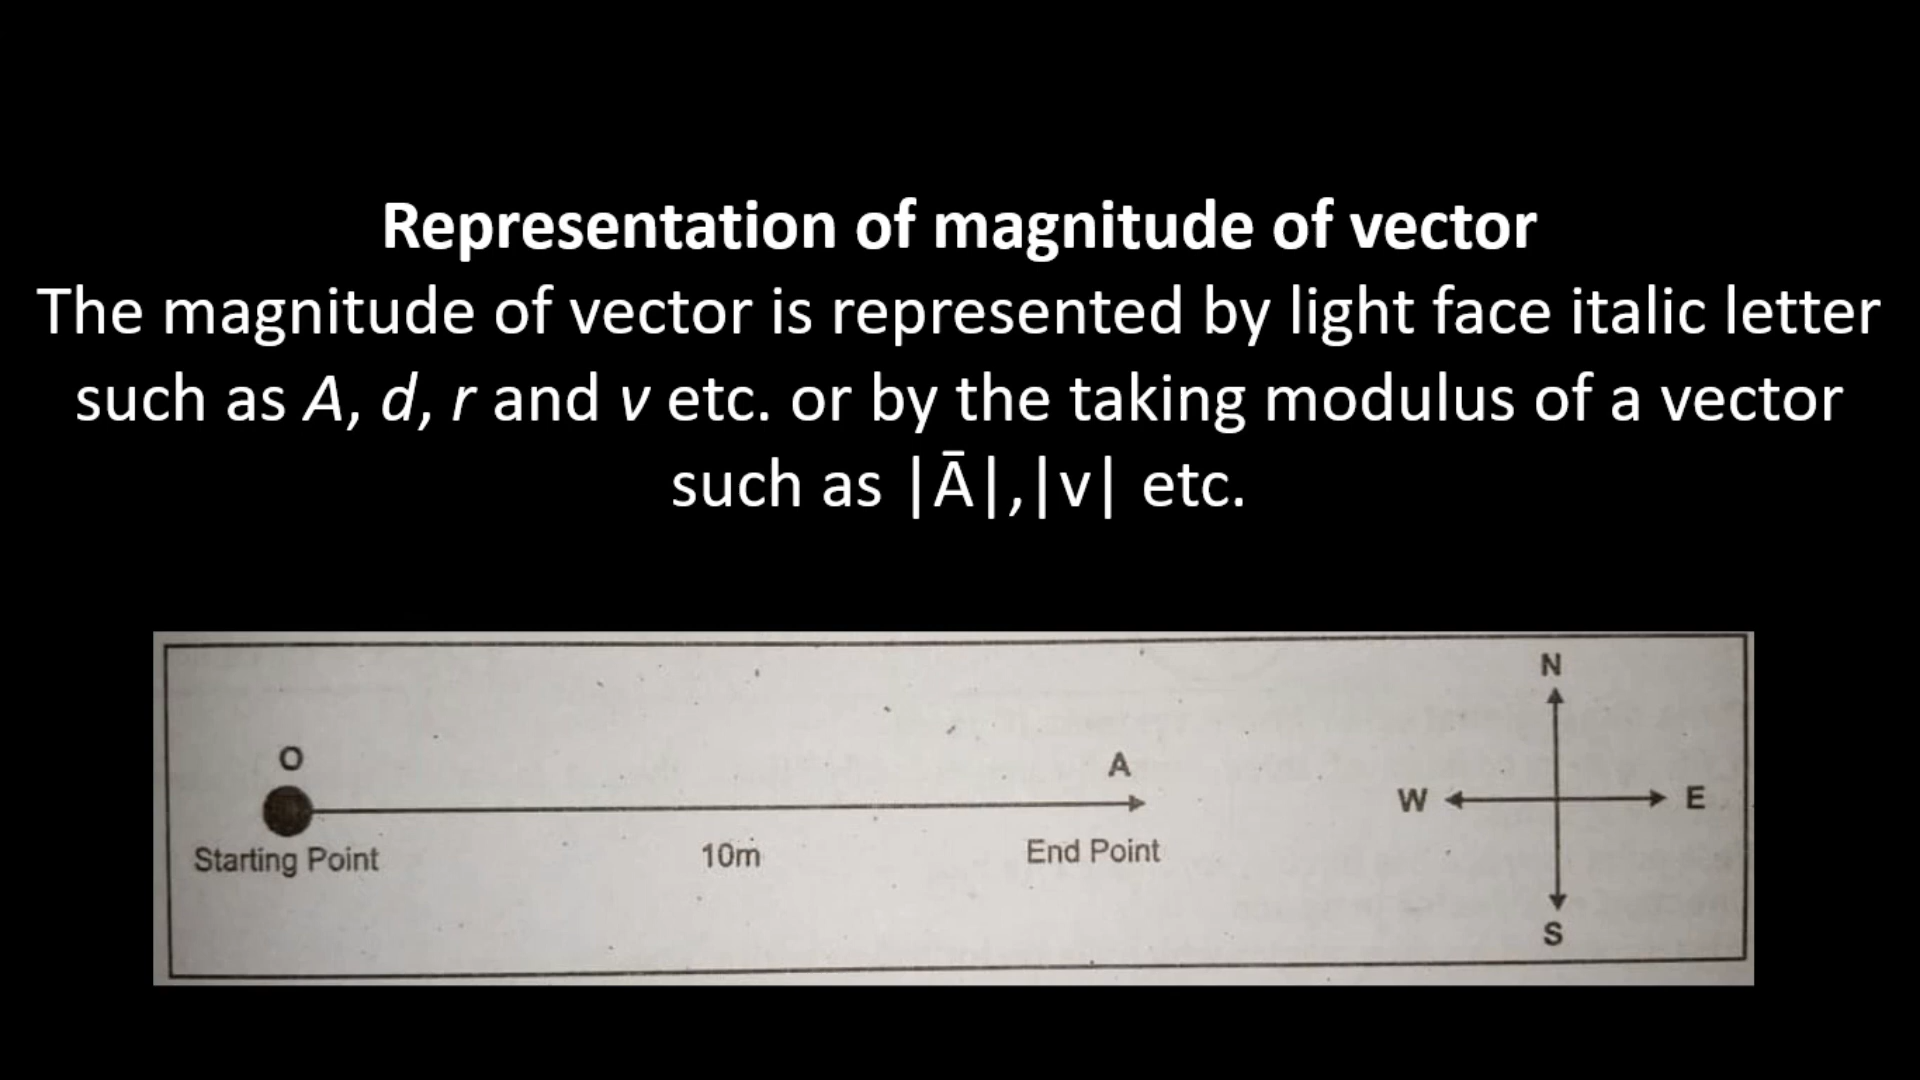 Representation of magnitude of vector
The magnitude of vector is represented by light face italic letter
such as A, d, r and v etc. or by the taking modulus of a vector
such as |Ā|,|v| etc.
N
O
A
W
E
Starting Point
10m
End Point
S